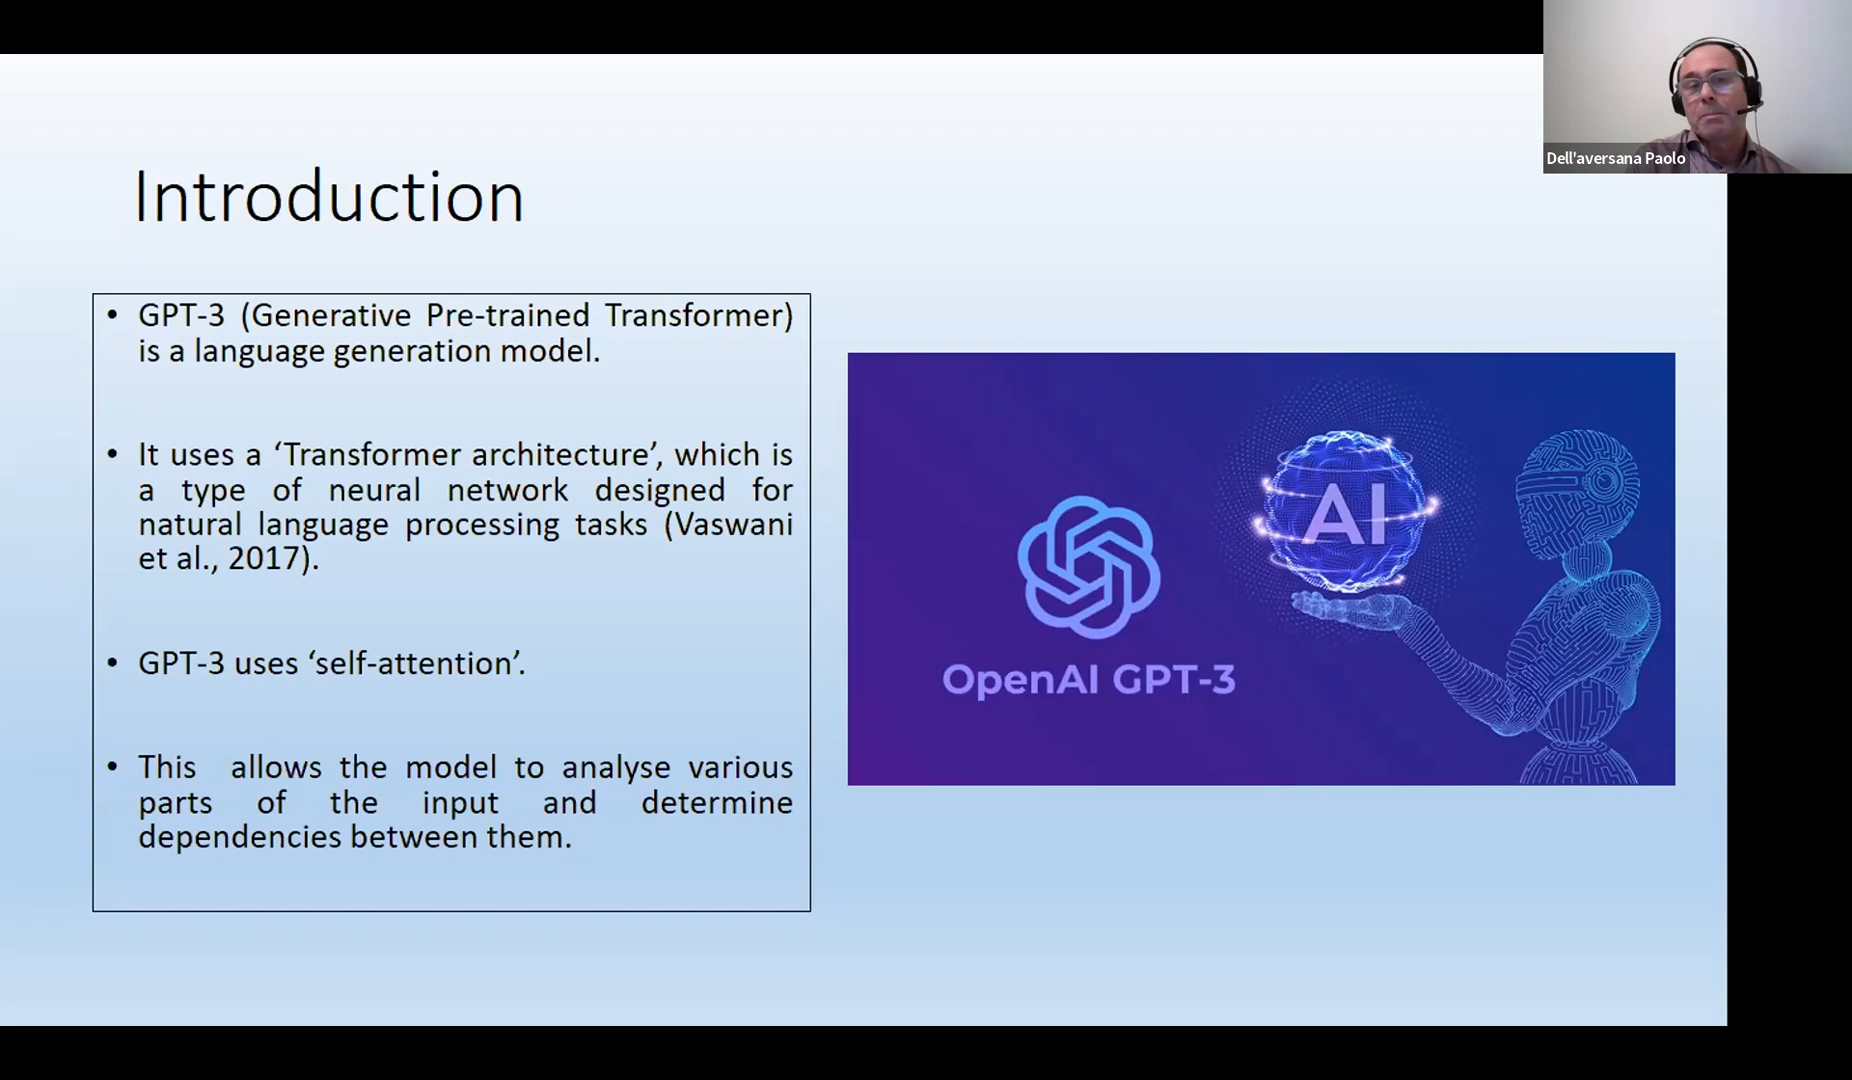 Dell'aversana Paolo
Introduction
• GPT-3 (Generative Pre-trained Transformer)
is a language generation model.
• It uses a ‘Transformer architecture’, which is
a type of neural network designed for
natural language processing tasks (Vaswani
et al., 2017).
• GPT-3 uses ‘self-attention’.
• This allows the model to analyse various
parts of the input and determine
dependencies between them.
AI
OpenAI GPT-3